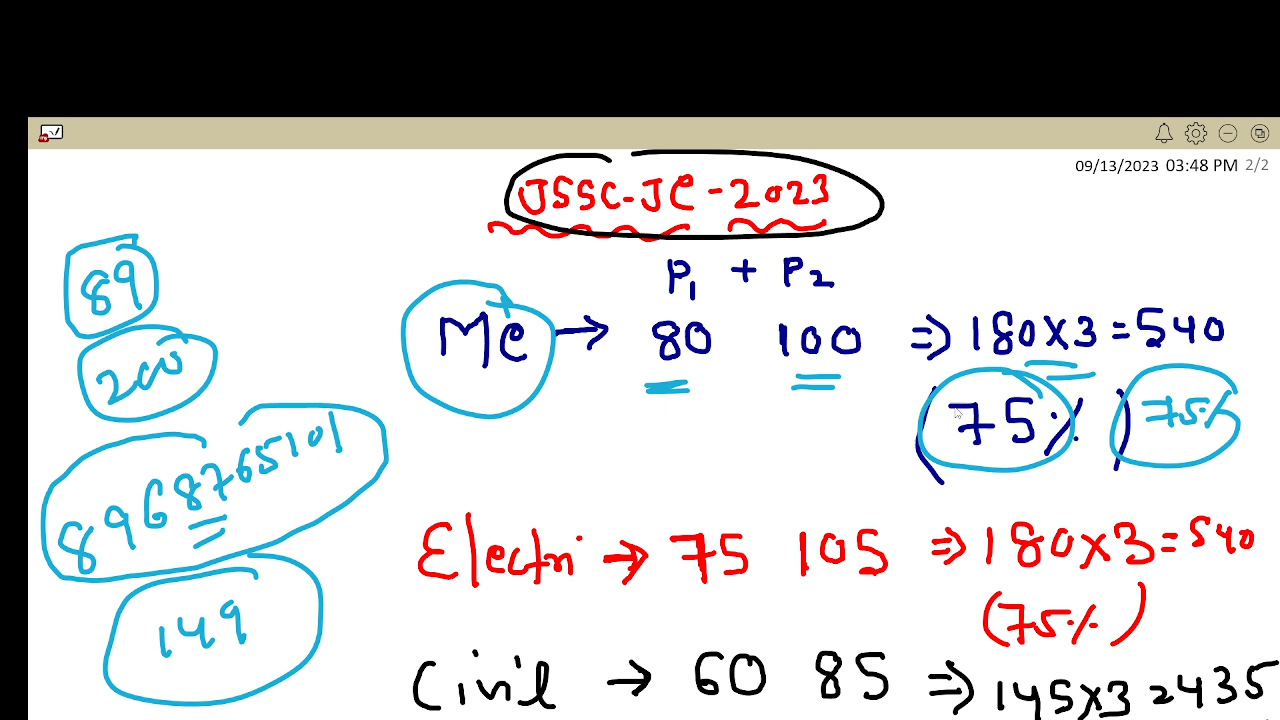 09/13/2023 03:48 PM 2/2
JSSC-JE-2023
P1 + P2
89
Me → 80 100 ⇒ 180×3=540
200
(75%) 75%
8968765101
Electri → 75 105 ⇒ 180×3=540
149
(75%)
Civil → 60 85 ⇒ 145×3=435